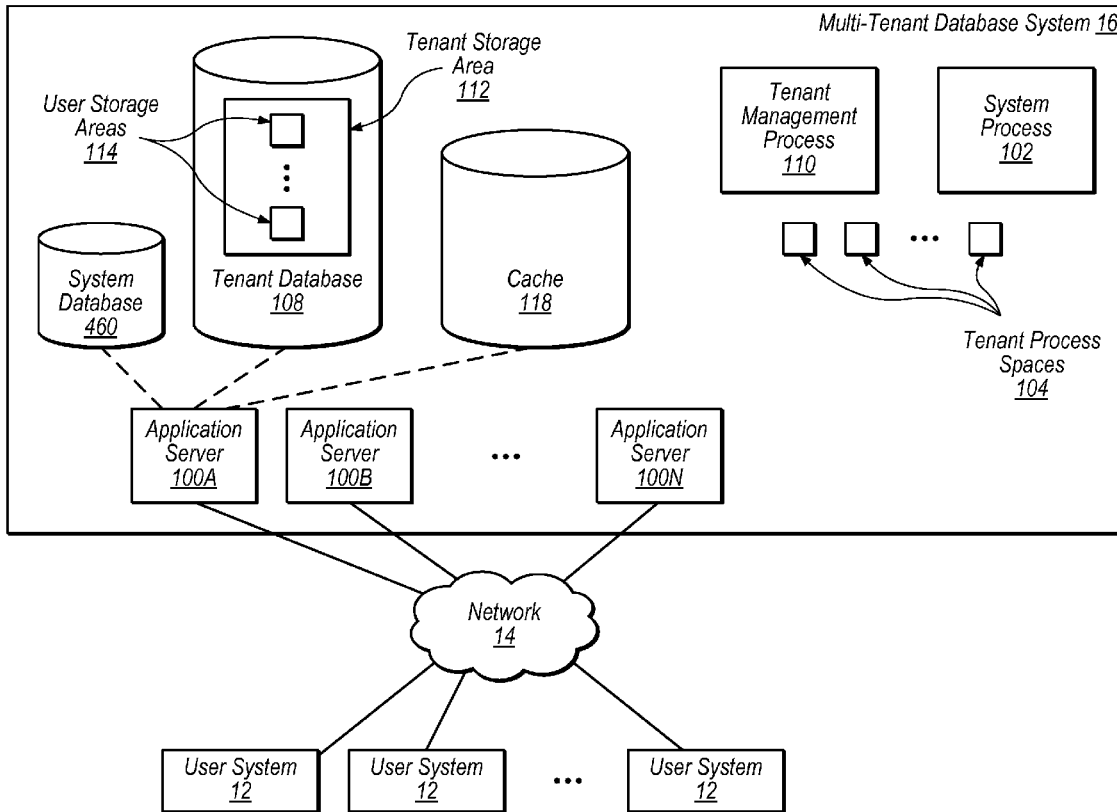 Multi-Tenant Database System 16
Tenant Storage
Area
112
User Storage
Areas
114
Tenant
Management
Process
110
System
Process
102
System
Database
460
Tenant Database
108
Cache
118
Tenant Process
Spaces
104
Application
Server
100A
Application
Server
100B
Application
Server
100N
Network
14
User System
12
User System
12
User System
12